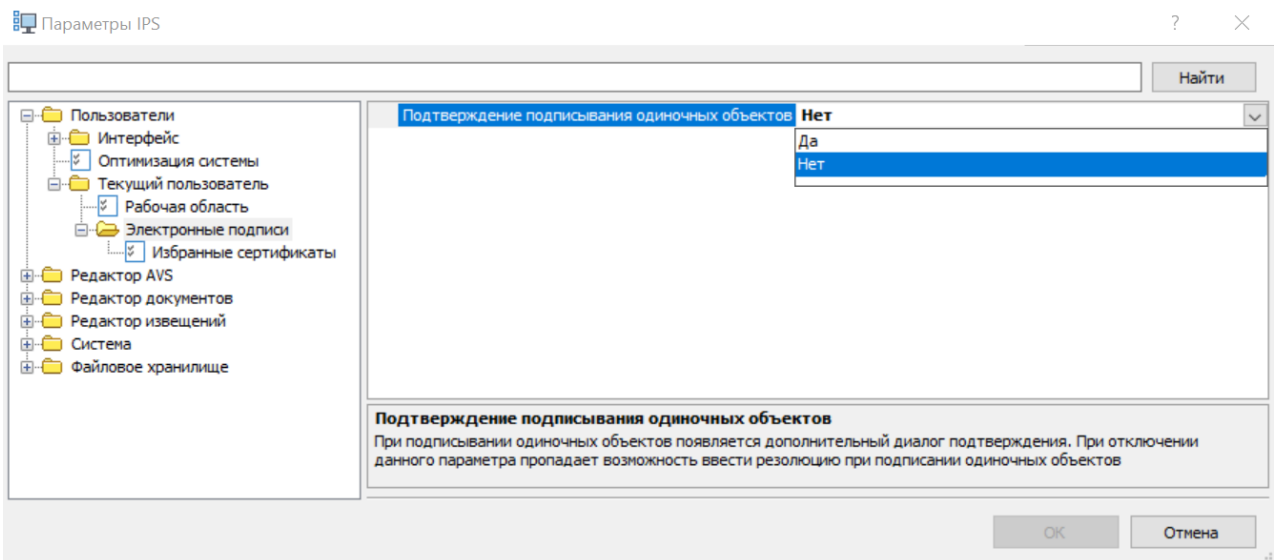 Параметры IPS
?
Найти
Пользователи
Интерфейс
Оптимизация системы
Текущий пользователь
Рабочая область
Электронные подписи
Избранные сертификаты
Редактор AVS
Редактор документов
Редактор извещений
Система
Файловое хранилище
Подтверждение подписывания одиночных объектов Нет
Да
Нет
Подтверждение подписывания одиночных объектов
При подписывании одиночных объектов появляется дополнительный диалог подтверждения. При отключении
данного параметра пропадает возможность ввести резолюцию при подписании одиночных объектов
OK
Отмена